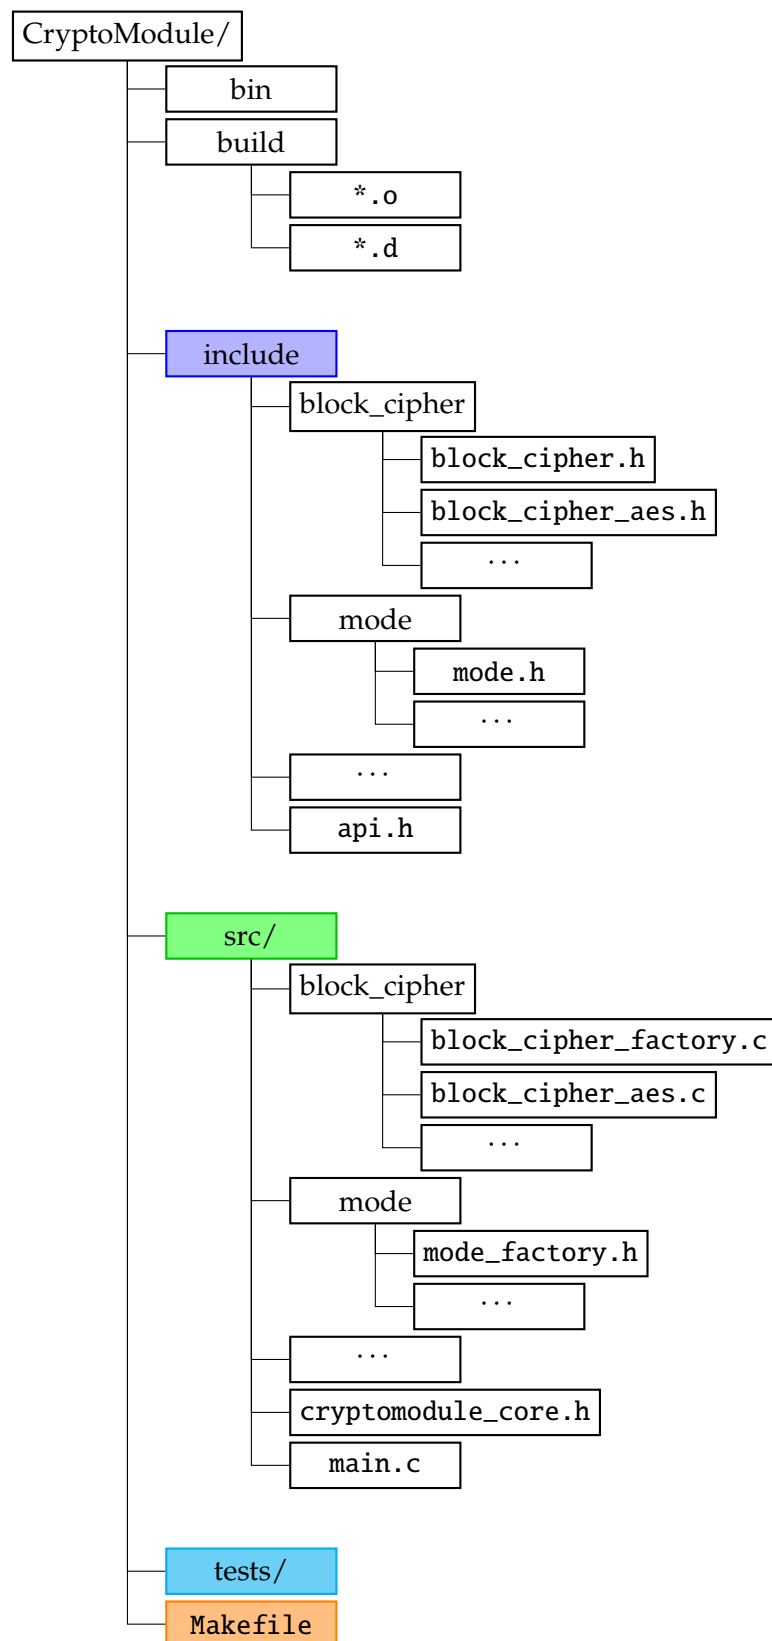 CryptoModule/
bin
build
*.o
*.d
include
block_cipher
block_cipher.h
block_cipher_aes.h
...
mode
mode.h
...
...
api.h
src/
block_cipher
block_cipher_factory.c
block_cipher_aes.c
...
mode
mode_factory.h
...
...
cryptomodule_core.h
main.c
tests/
Makefile